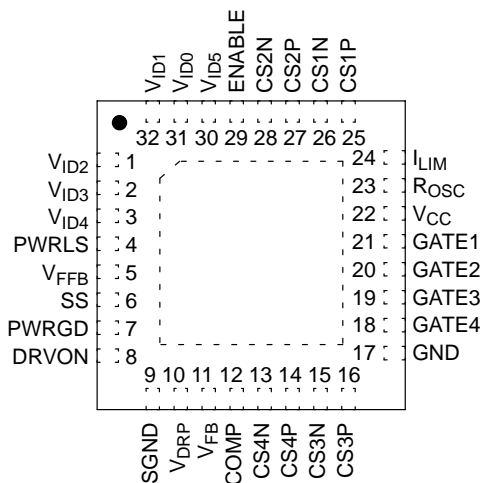 VID1 VID0 VID5 ENABLE CS2N CS2P CS1N CS1P
32 31 30 29 28 27 26 25
VID2 1
VID3 2
VID4 3
PWRLS 4
VFFB 5
SS 6
PWRGD 7
DRVON 8
24 ILIM
23 ROSC
22 VCC
21 GATE1
20 GATE2
19 GATE3
18 GATE4
17 GND
9 10 11 12 13 14 15 16
SGND VDRP VFB COMP CS4N CS4P CS3N CS3P